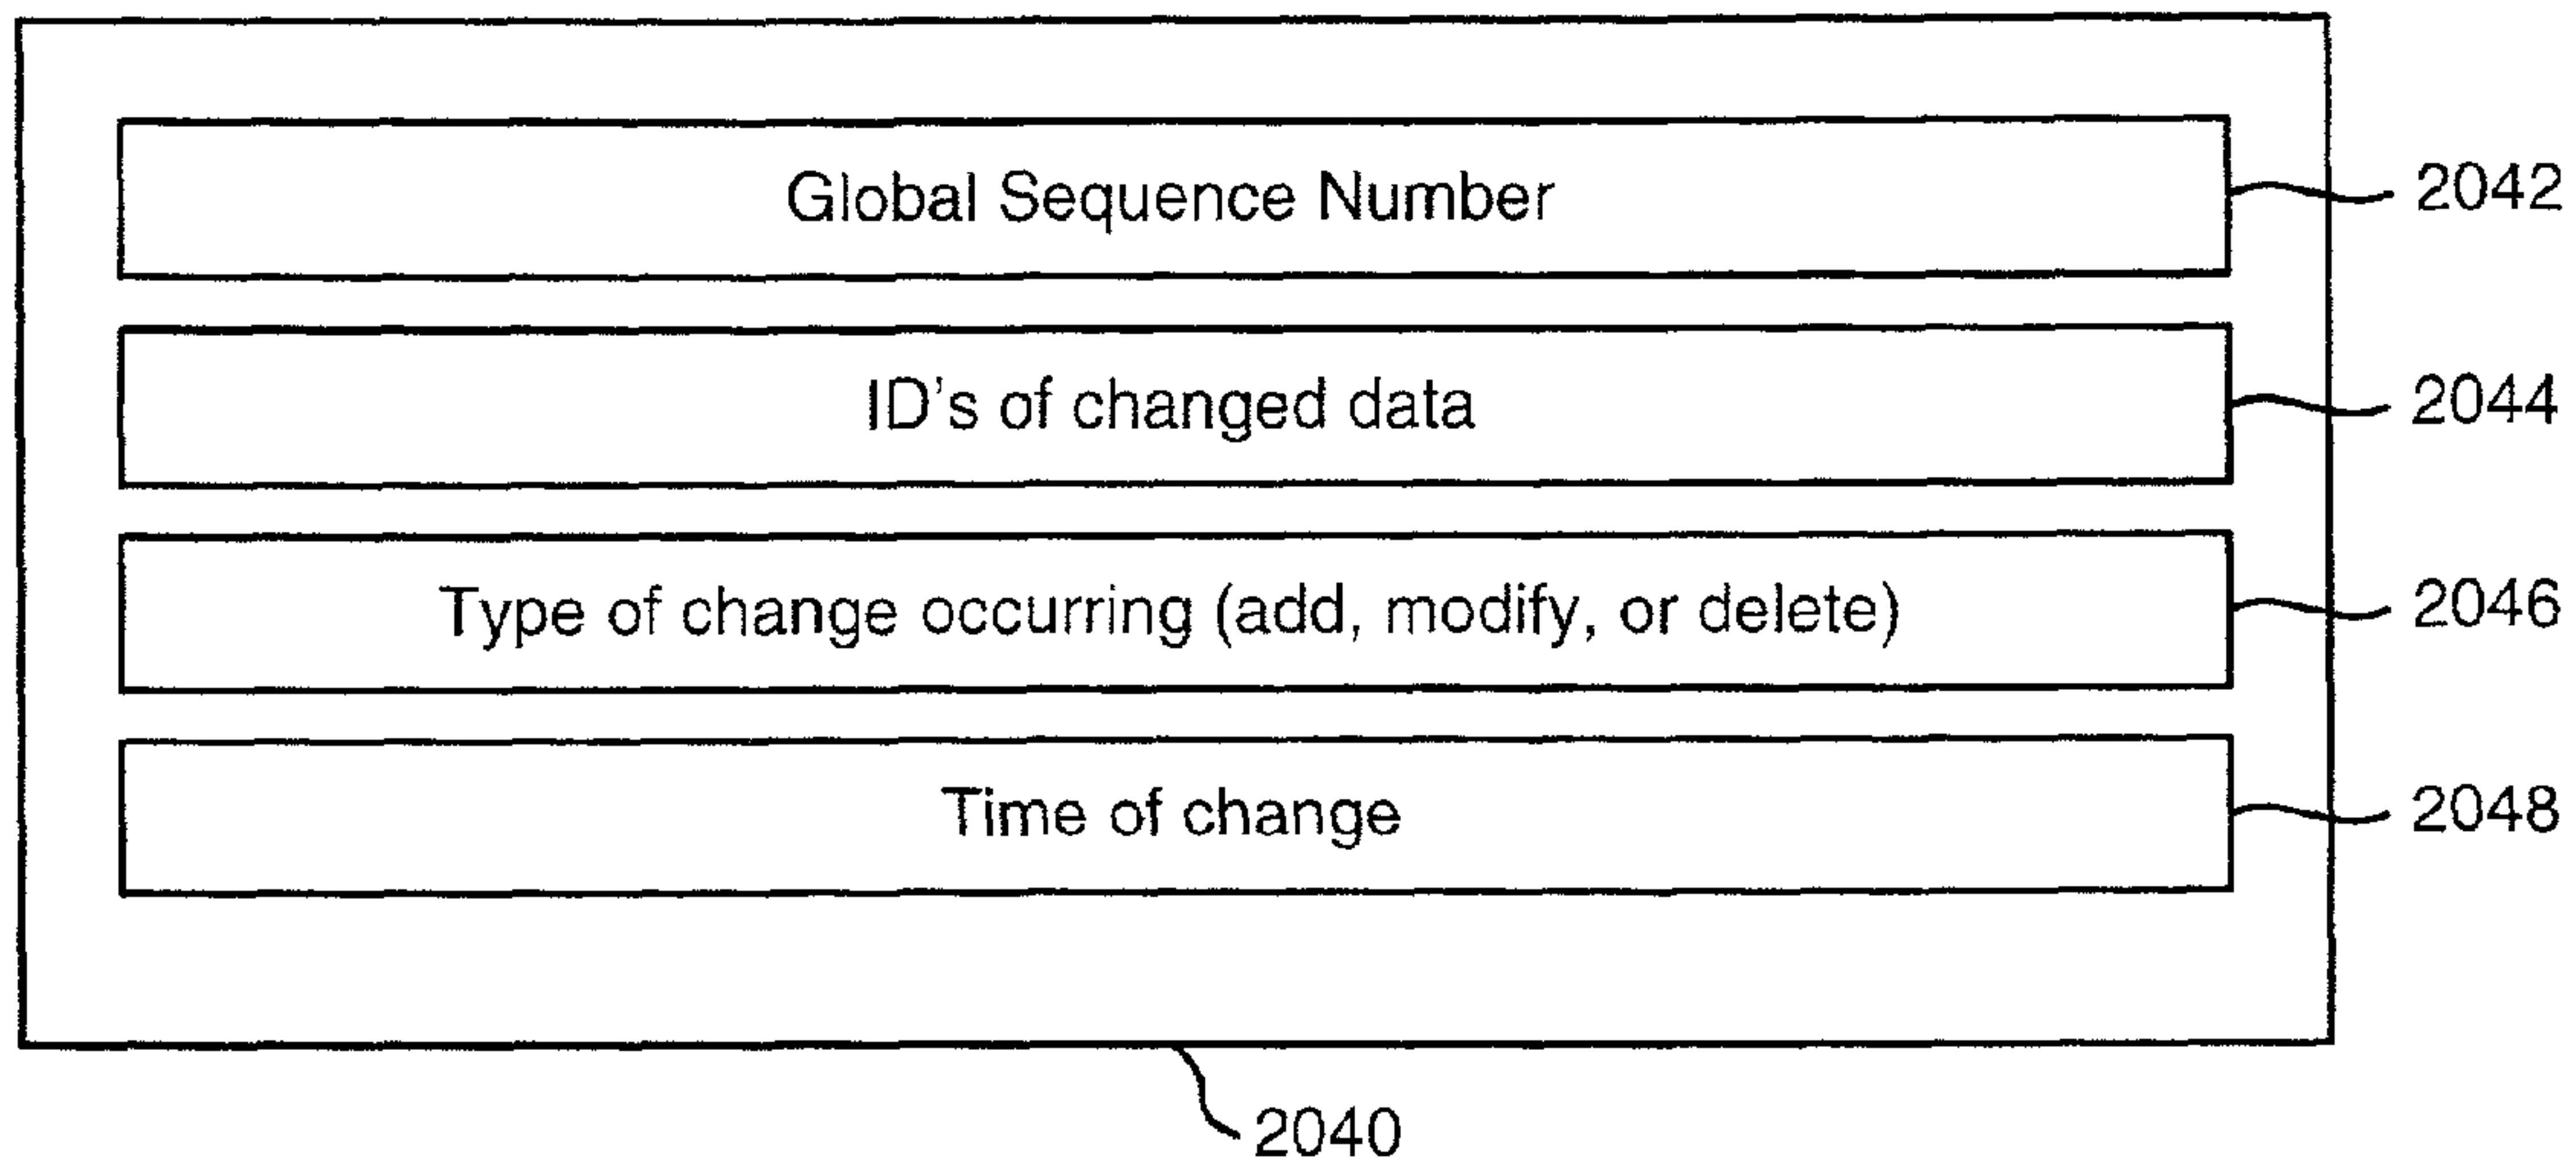 Global Sequence Number 2042
ID's of changed data 2044
Type of change occurring (add, modify, or delete) 2046
Time of change 2048
2040